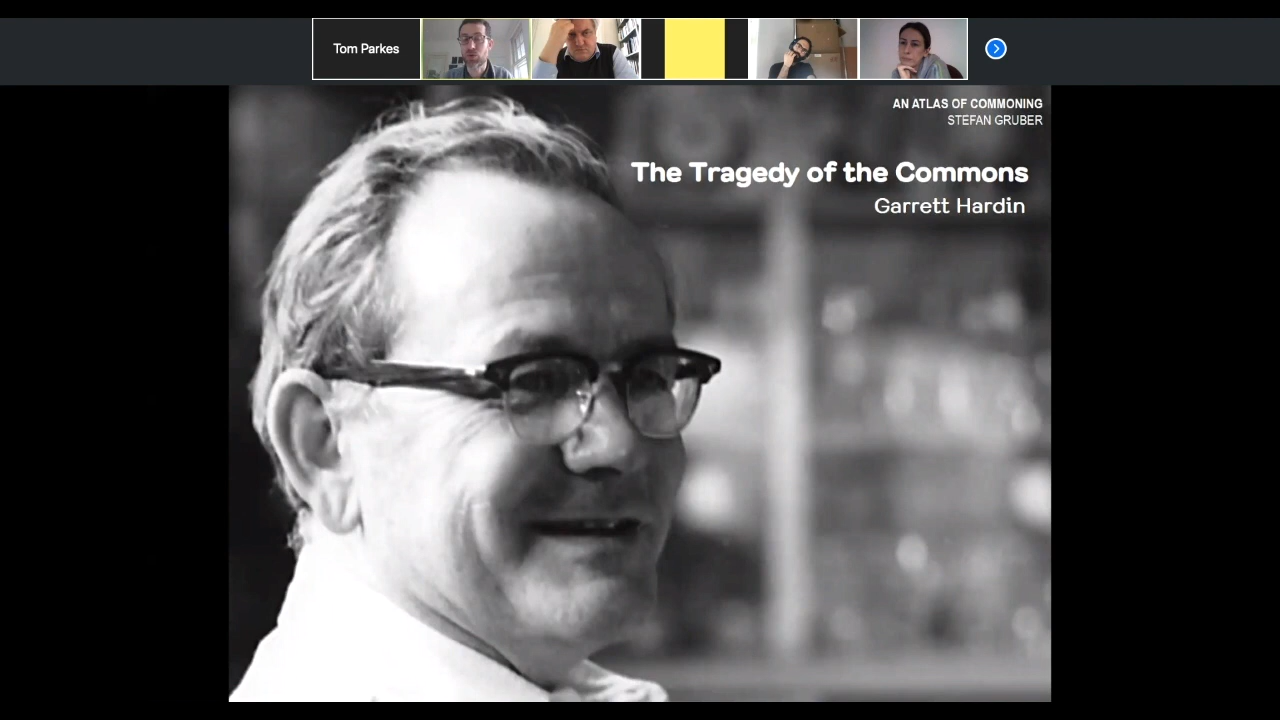 Tom Parkes
AN ATLAS OF COMMONING
STEFAN GRUBER
The Tragedy of the Commons
Garrett Hardin